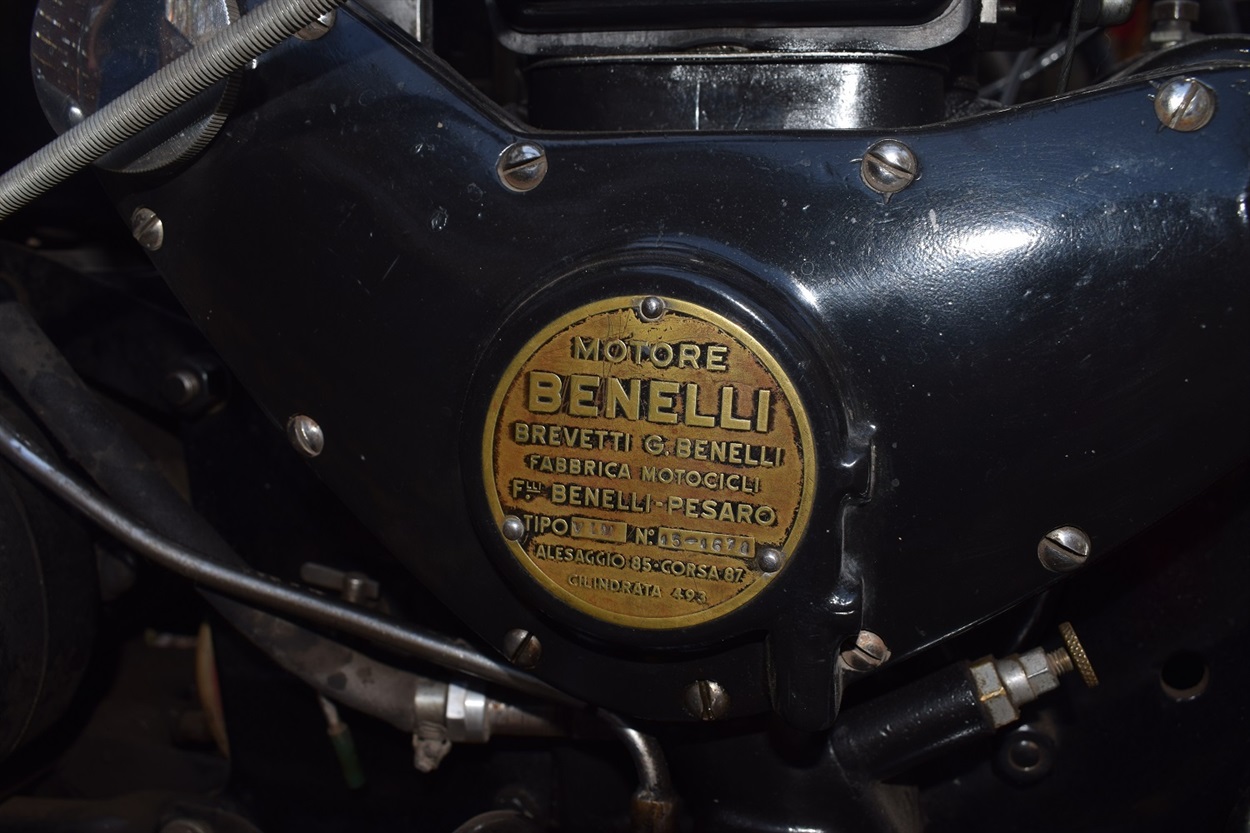 MOTORE
BENELLI
BREVETTI G. BENELLI
FABBRICA MOTOCICLI
F.LLI BENELLI-PESARO
TIPO N.º
ALESAGGIO 85·CORSA 87
CILINDRATA 493